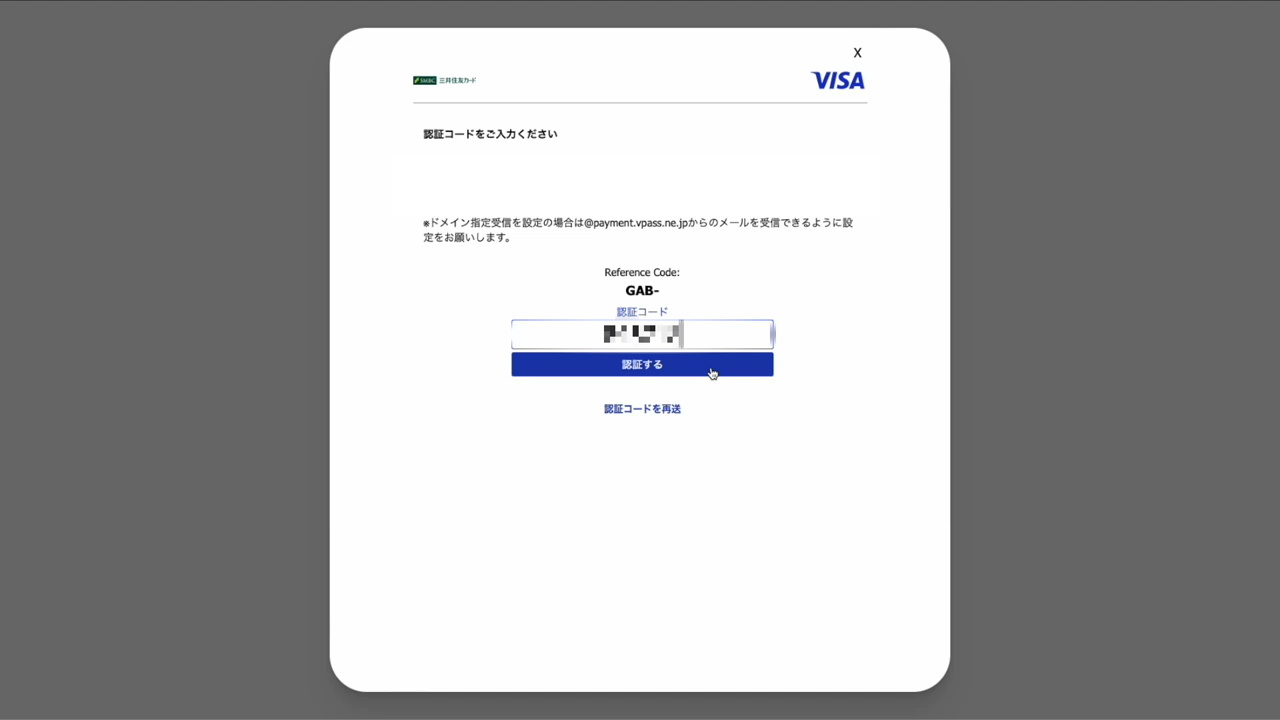 X
SMBC 三井住友カード
VISA
認証コードをご入力ください
※ドメイン指定受信を設定の場合は@payment.vpass.ne.jpからのメールを受信できるように設
定をお願いします。
Reference Code:
GAB-
認証コード
認証する
認証コードを再送